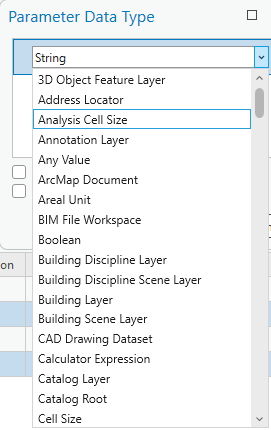 Parameter Data Type
String
3D Object Feature Layer
Address Locator
Analysis Cell Size
Annotation Layer
Any Value
ArcMap Document
Areal Unit
BIM File Workspace
Boolean
on
Building Discipline Layer
Building Discipline Scene Layer
Building Layer
Building Scene Layer
CAD Drawing Dataset
Calculator Expression
Catalog Layer
Catalog Root
Cell Size